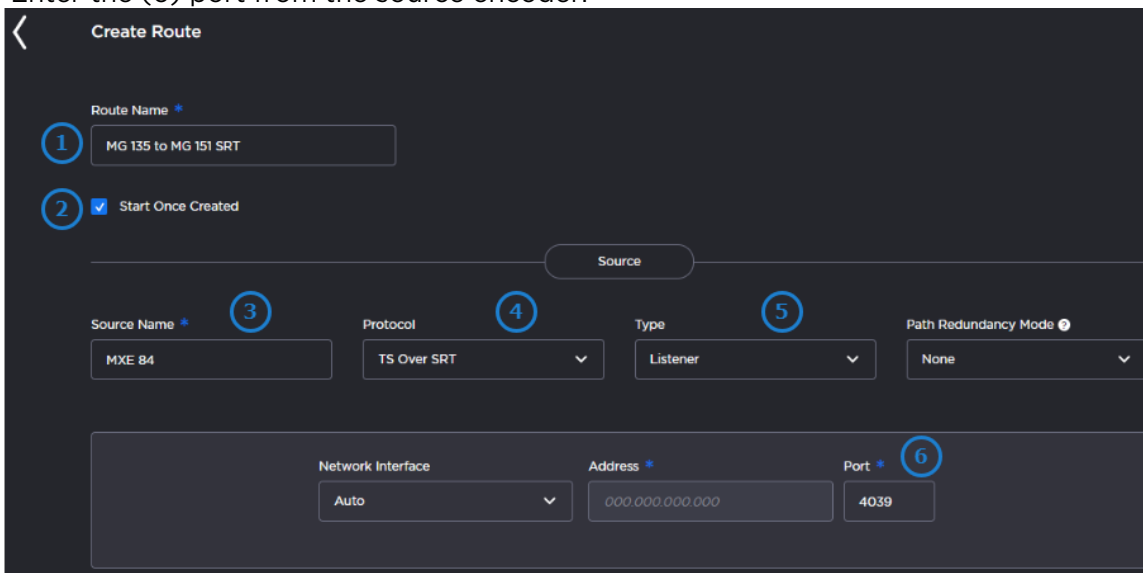 Enter the (6) port from the source encoder.
Create Route
Route Name *
1 MG 135 to MG 151 SRT
2 Start Once Created
Source
3 4 5
Source Name * Protocol Type Path Redundancy Mode ?
MXE 84 TS Over SRT Listener None
6
Network Interface Address * Port *
Auto 000.000.000.000 4039